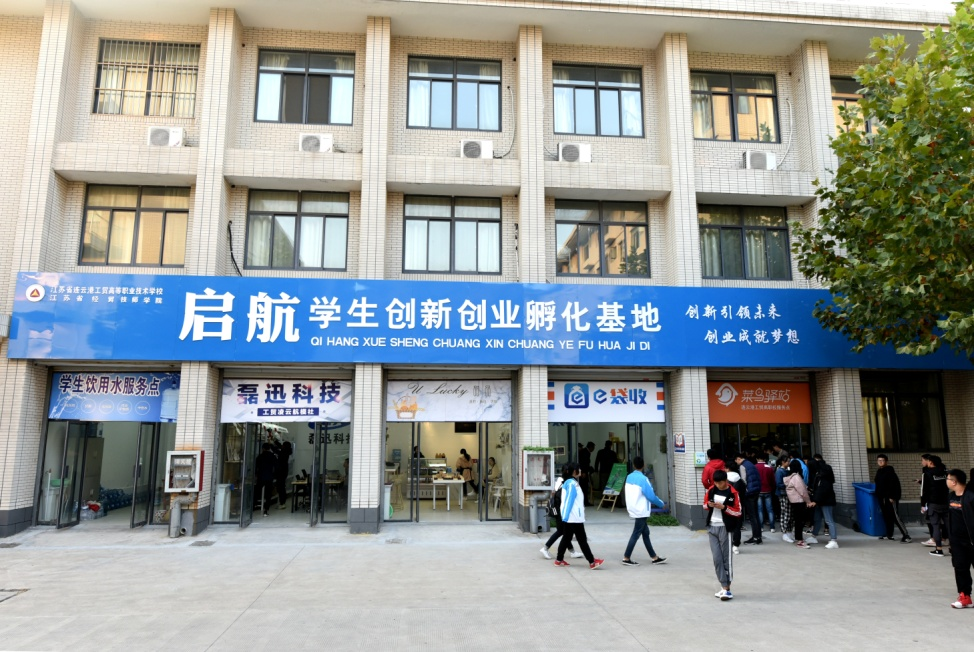 江苏省连云港工贸高等职业技术学校
江苏省经贸技师学院
启航 学生创新创业孵化基地
QI HANG XUE SHENG CHUANG XIN CHUANG YE FU HUA JI DI
创新引领未来
创业成就梦想
学生饮用水服务点
磊迅科技
工贸凌云航模社
U Lucky
e袋收
菜鸟驿站